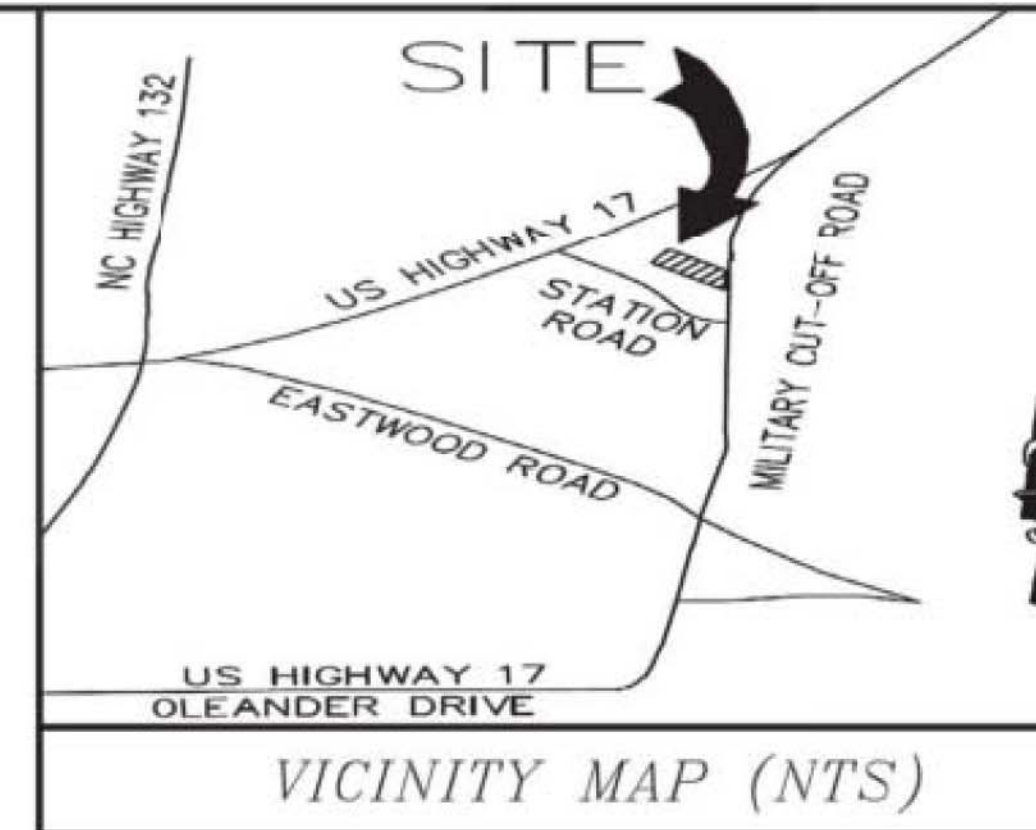 SITE
NC HIGHWAY 132
US HIGHWAY 17
STATION
ROAD
MILITARY CUT-OFF ROAD
EASTWOOD ROAD
US HIGHWAY 17
OLEANDER DRIVE
VICINITY MAP (NTS)